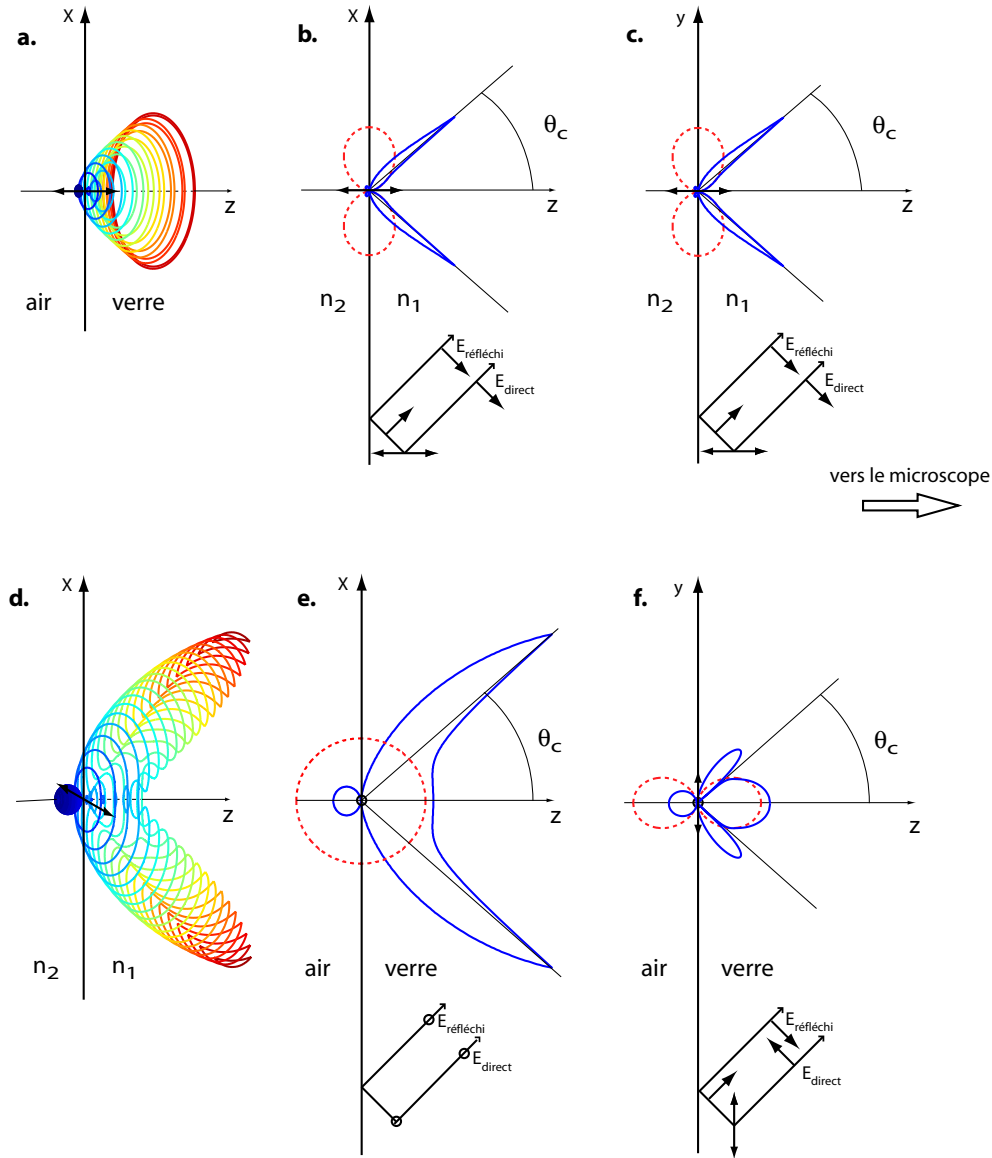 a.
X
Z
air
verre
b.
X
θc
Z
n2
n1
Eréfléchi
Edirect
c.
y
θc
Z
n2
n1
Eréfléchi
Edirect
vers le microscope
d.
X
Z
n2
n1
e.
X
θc
Z
air
verre
Eréfléchi
Edirect
f.
y
θc
Z
air
verre
Eréfléchi
Edirect